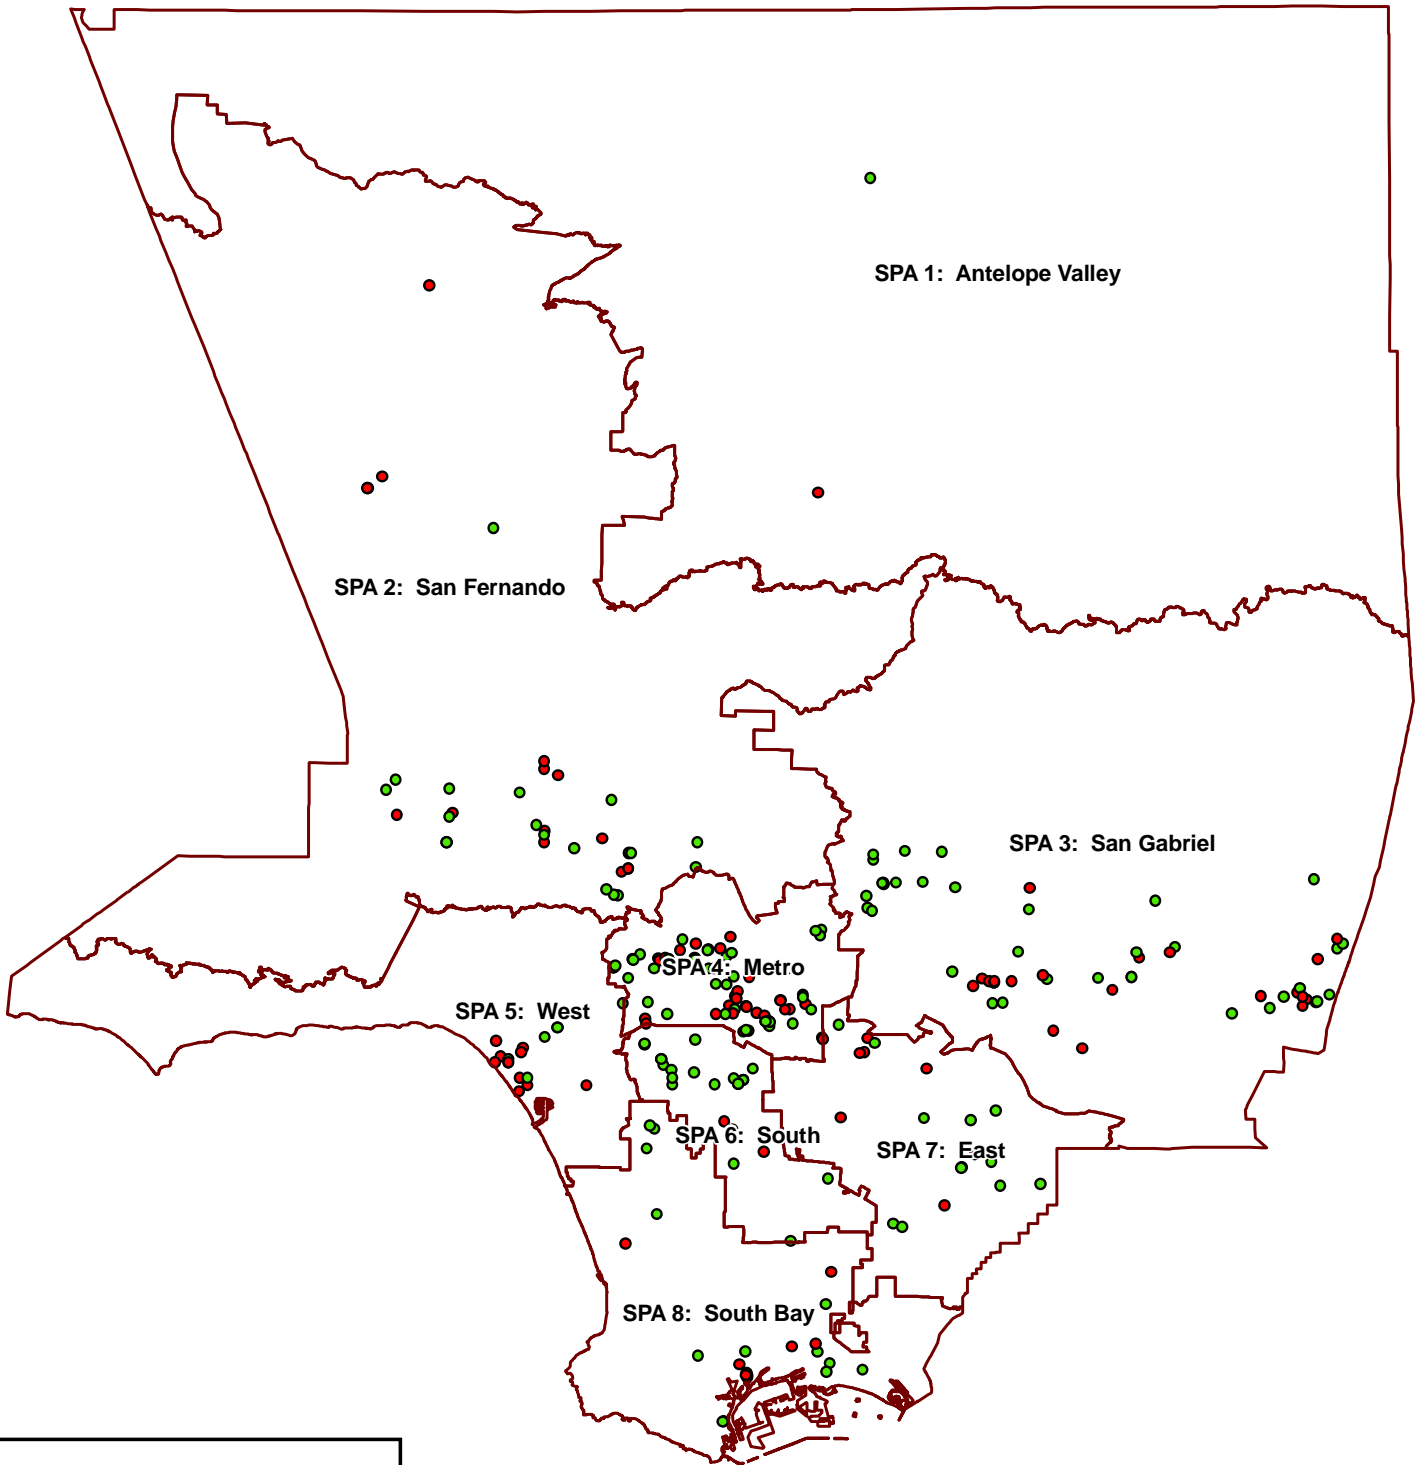 SPA 1: Antelope Valley
SPA 2: San Fernando
SPA 3: San Gabriel
SPA 4: Metro
SPA 5: West
SPA 6: South
SPA 7: East
SPA 8: South Bay